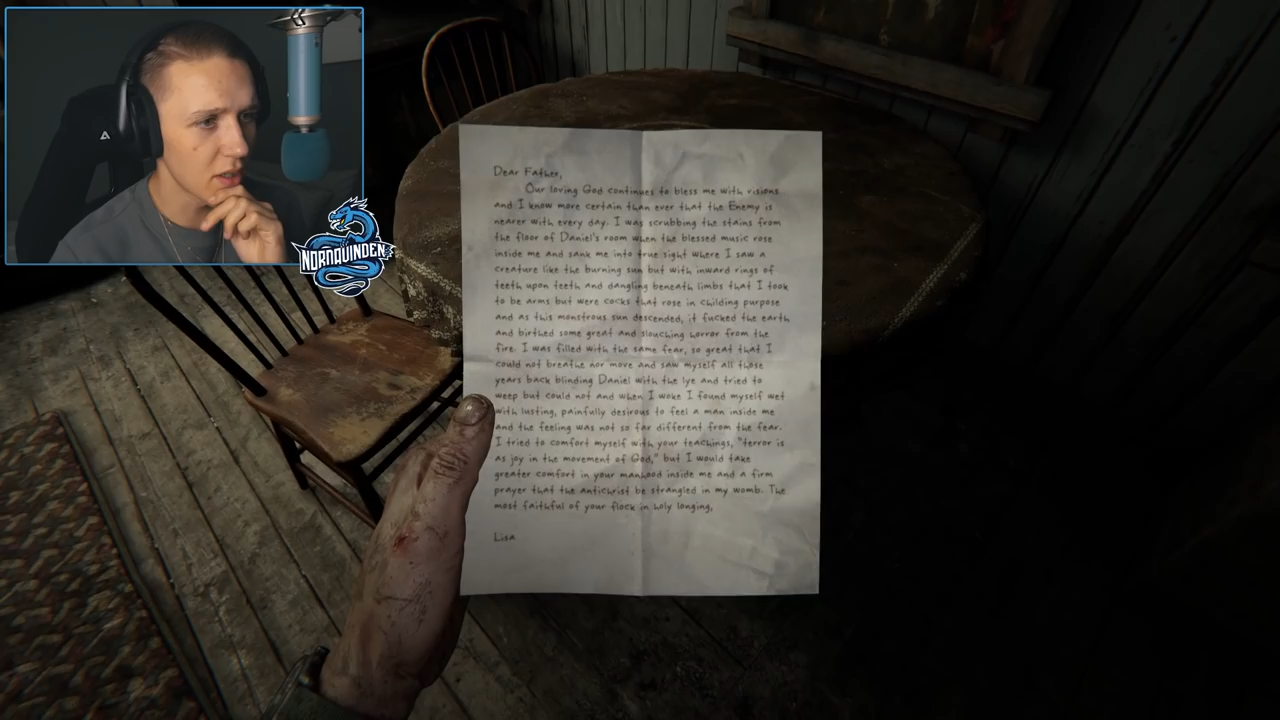 Dear Father,
Our loving God continues to bless me with visions
and I know more certain than ever that the Enemy is
nearer with every day. I was scrubbing the stains from
the floor of Daniel's room when the blessed music rose
inside me and sank me into true sight where I saw a
creature like the burning sun but with inward rings of
teeth upon teeth and dangling beneath limbs that I took
to be arms but were cocks that rose in childing purpose
and as this monstrous sun descended, it fucked the earth
and birthed some great and slouching horror from the
fire. I was filled with the same fear, so great that I
could not breathe nor move and saw myself all those
years back blinding Daniel with the lye and tried to
weep but could not and when I woke I found myself wet
with lusting, painfully desirous to feel a man inside me
and the feeling was not so far different from the fear.
I tried to comfort myself with your teachings, "terror is
as joy in the movement of God," but I would take
greater comfort in your manhood inside me and a firm
prayer that the antichrist be strangled in my womb. The
most faithful of your flock in holy longing,
Lisa
NORNAVINDEN